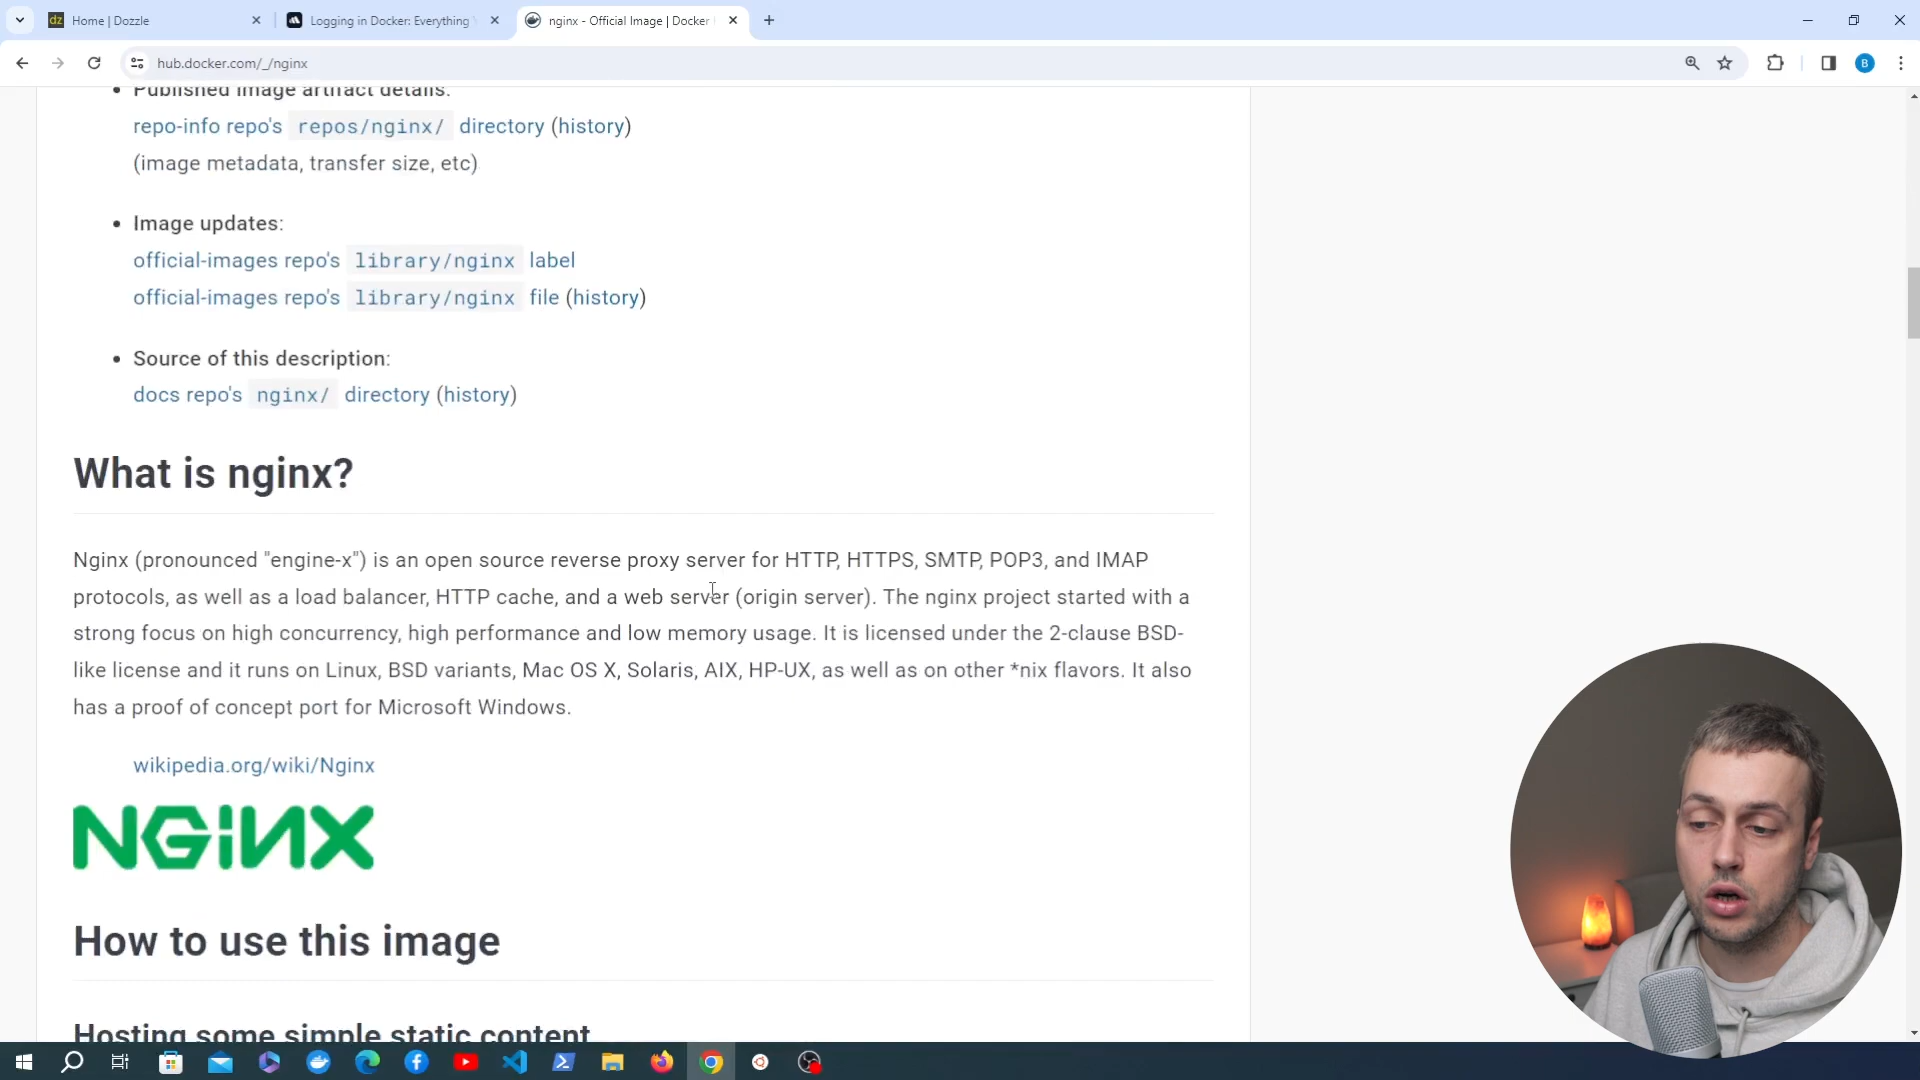 Home | Dozzle
Logging in Docker: Everything Y
nginx - Official Image | Docker
hub.docker.com/_/nginx
B
• Published image artifact details:
repo-info repo's repos/nginx/ directory (history)
(image metadata, transfer size, etc)
• Image updates:
official-images repo's library/nginx label
official-images repo's library/nginx file (history)
• Source of this description:
docs repo's nginx/ directory (history)
What is nginx?
Nginx (pronounced "engine-x") is an open source reverse proxy server for HTTP, HTTPS, SMTP, POP3, and IMAP
protocols, as well as a load balancer, HTTP cache, and a web server (origin server). The nginx project started with a
strong focus on high concurrency, high performance and low memory usage. It is licensed under the 2-clause BSD-
like license and it runs on Linux, BSD variants, Mac OS X, Solaris, AIX, HP-UX, as well as on other *nix flavors. It also
has a proof of concept port for Microsoft Windows.
wikipedia.org/wiki/Nginx
NGiNX
How to use this image
Hosting some simple static content